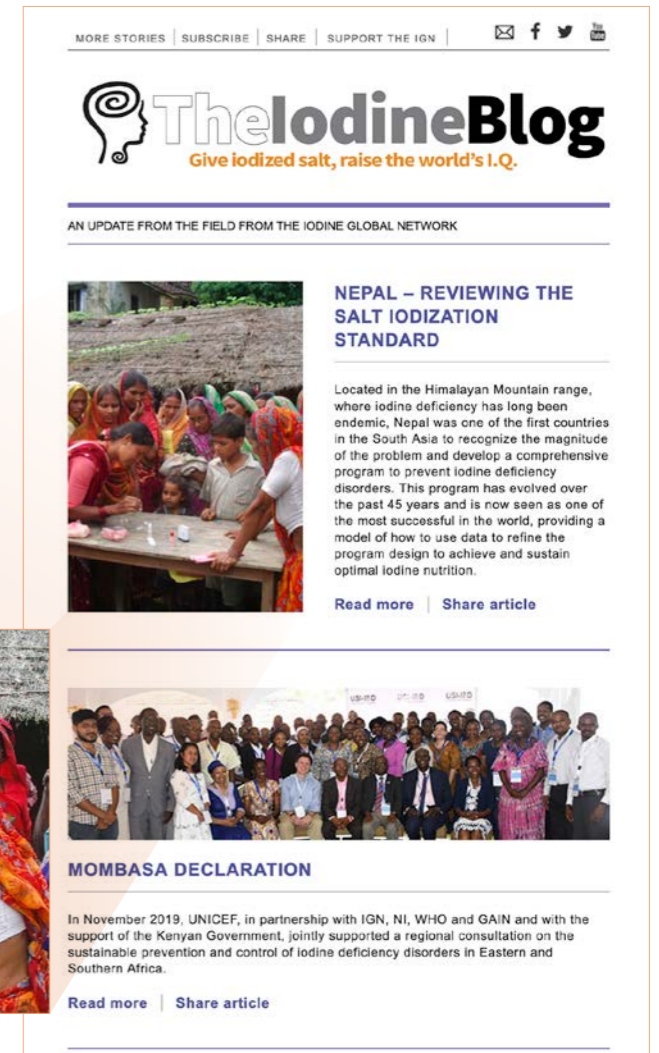 MORE STORIES | SUBSCRIBE | SHARE | SUPPORT THE IGN |
You
Tube
TheIodineBlog
Give iodized salt, raise the world's I.Q.
AN UPDATE FROM THE FIELD FROM THE IODINE GLOBAL NETWORK
NEPAL – REVIEWING THE
SALT IODIZATION
STANDARD
Located in the Himalayan Mountain range,
where iodine deficiency has long been
endemic, Nepal was one of the first countries
in the South Asia to recognize the magnitude
of the problem and develop a comprehensive
program to prevent iodine deficiency
disorders. This program has evolved over
the past 45 years and is now seen as one of
the most successful in the world, providing a
model of how to use data to refine the
program design to achieve and sustain
optimal iodine nutrition.
Read more | Share article
MOMBASA DECLARATION
In November 2019, UNICEF, in partnership with IGN, NI, WHO and GAIN and with the
support of the Kenyan Government, jointly supported a regional consultation on the
sustainable prevention and control of iodine deficiency disorders in Eastern and
Southern Africa.
Read more | Share article